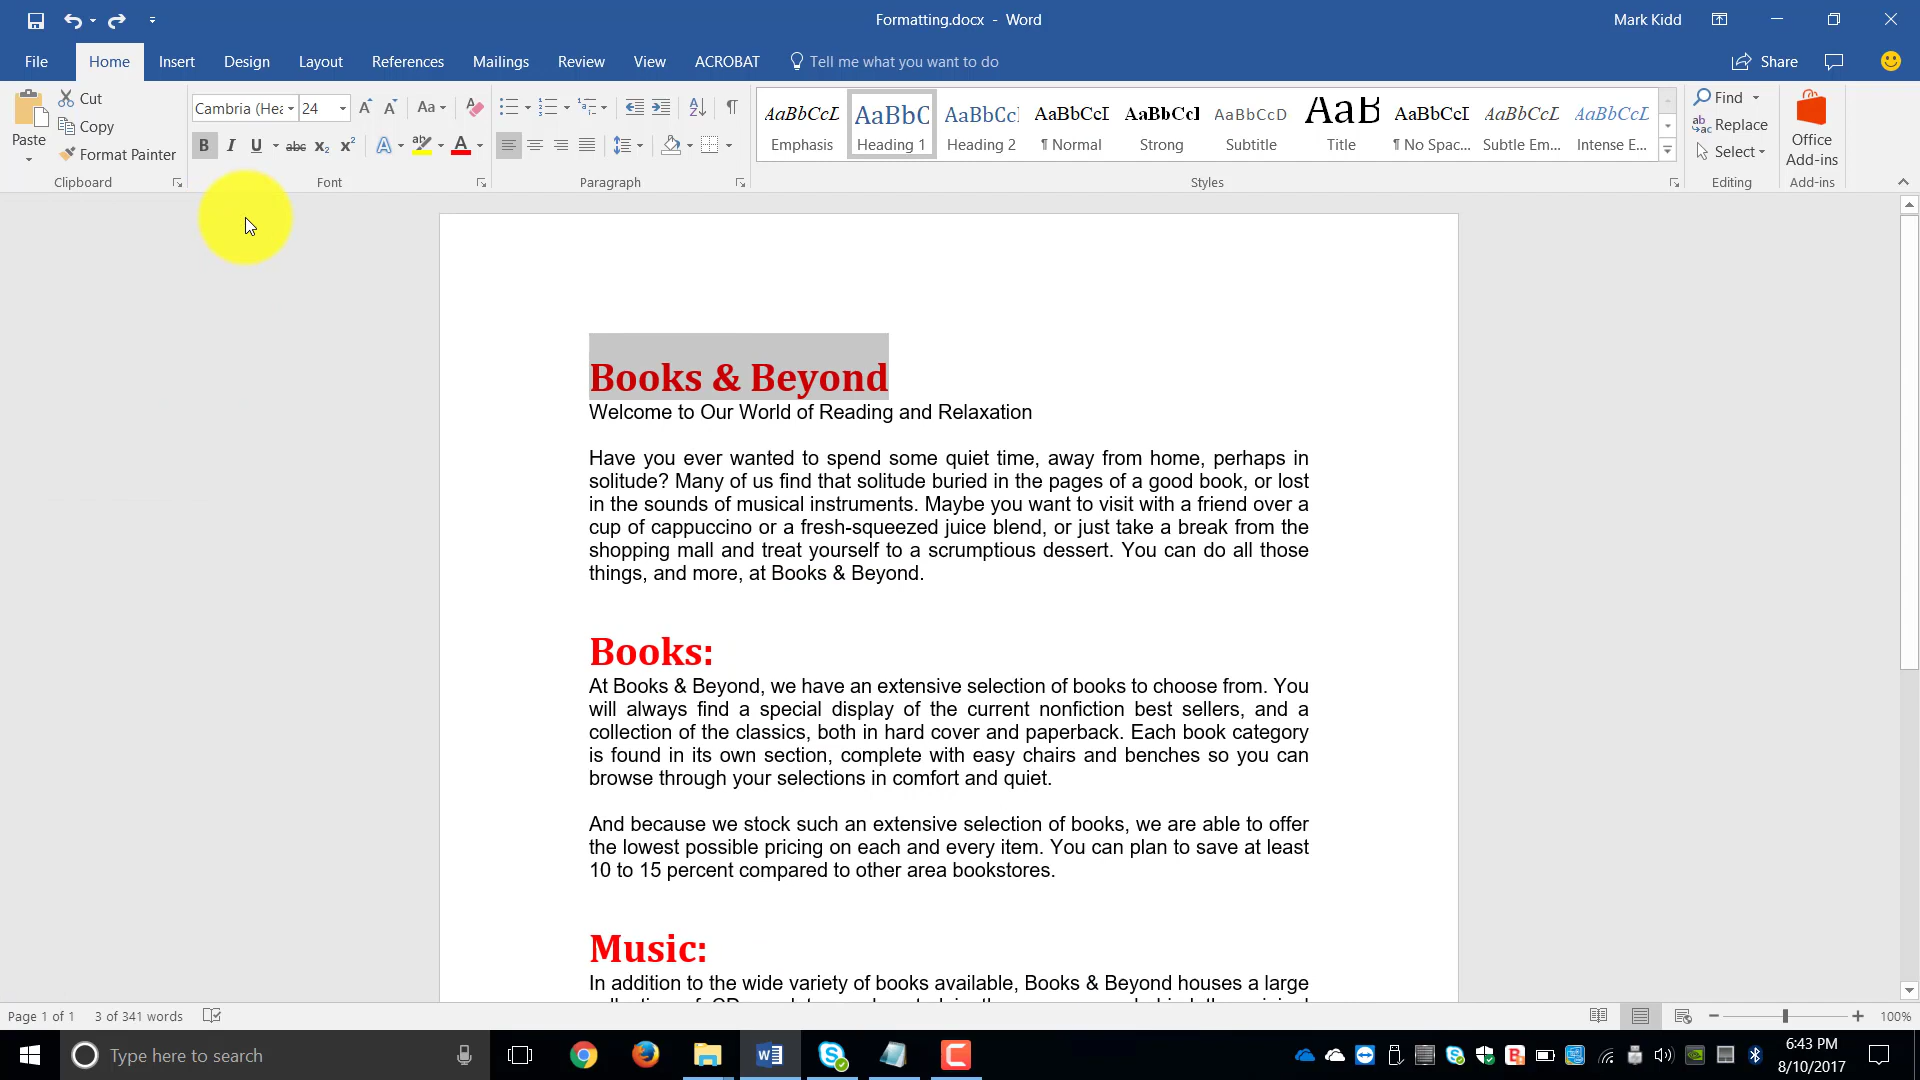 Formatting.docx - Word
Mark Kidd
File Home Insert Design Layout References Mailings Review View ACROBAT Tell me what you want to do Share
Paste
Cut
Copy
Format Painter
Clipboard
Cambria (Hea 24
Aa
B I U abc x₂ x² A A
Font
Paragraph
AaBbCcL Emphasis
AaBbC Heading 1
AaBbCcI Heading 2
AaBbCcI ¶ Normal
AaBbCcI Strong
AaBbCcD Subtitle
AaB Title
AaBbCcI ¶ No Spac...
AaBbCcL Subtle Em...
AaBbCcL Intense E...
Styles
Find
Replace
Select
Editing
Office
Add-ins
Add-ins
Books & Beyond
Welcome to Our World of Reading and Relaxation
Have you ever wanted to spend some quiet time, away from home, perhaps in
solitude? Many of us find that solitude buried in the pages of a good book, or lost
in the sounds of musical instruments. Maybe you want to visit with a friend over a
cup of cappuccino or a fresh-squeezed juice blend, or just take a break from the
shopping mall and treat yourself to a scrumptious dessert. You can do all those
things, and more, at Books & Beyond.
Books:
At Books & Beyond, we have an extensive selection of books to choose from. You
will always find a special display of the current nonfiction best sellers, and a
collection of the classics, both in hard cover and paperback. Each book category
is found in its own section, complete with easy chairs and benches so you can
browse through your selections in comfort and quiet.
And because we stock such an extensive selection of books, we are able to offer
the lowest possible pricing on each and every item. You can plan to save at least
10 to 15 percent compared to other area bookstores.
Music:
In addition to the wide variety of books available, Books & Beyond houses a large
Page 1 of 1 3 of 341 words
100%
Type here to search
6:43 PM
8/10/2017